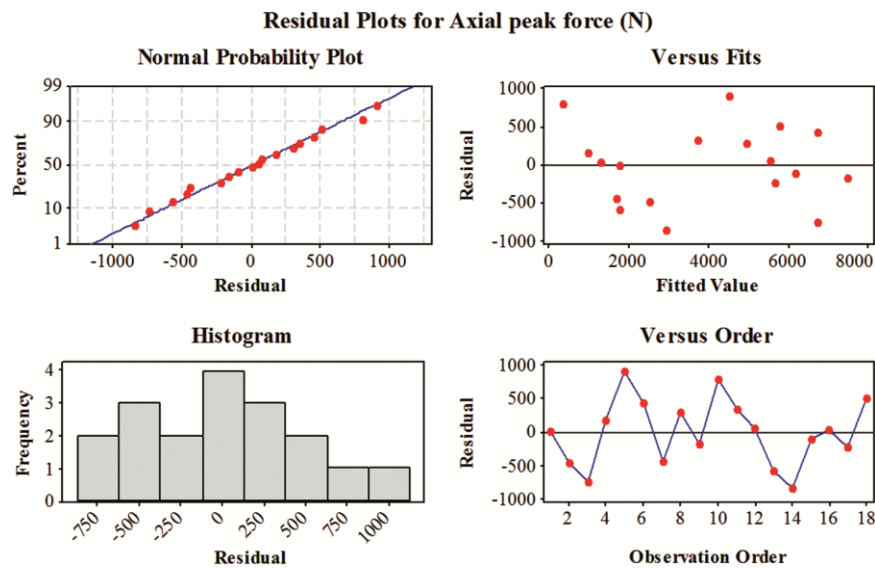 Residual Plots for Axial peak force (N)
Normal Probability Plot
99
90
50
10
1
Percent
-1000 -500 0 500 1000
Residual
Versus Fits
1000
500
0
-500
-1000
Residual
0 2000 4000 6000 8000
Fitted Value
Histogram
4
3
2
1
0
Frequency
-750 -500 -250 0 250 500 750 1000
Residual
Versus Order
1000
500
0
-500
-1000
Residual
2 4 6 8 10 12 14 16 18
Observation Order